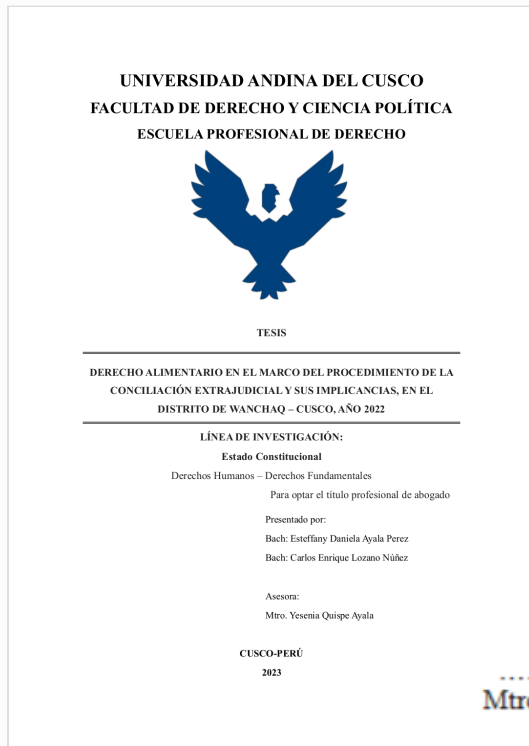 UNIVERSIDAD ANDINA DEL CUSCO
FACULTAD DE DERECHO Y CIENCIA POLÍTICA
ESCUELA PROFESIONAL DE DERECHO
TESIS
DERECHO ALIMENTARIO EN EL MARCO DEL PROCEDIMIENTO DE LA
CONCILIACIÓN EXTRAJUDICIAL Y SUS IMPLICANCIAS, EN EL
DISTRITO DE WANCHAQ – CUSCO, AÑO 2022
LÍNEA DE INVESTIGACIÓN:
Estado Constitucional
Derechos Humanos – Derechos Fundamentales
Para optar el título profesional de abogado
Presentado por:
Bach: Esteffany Daniela Ayala Perez
Bach: Carlos Enrique Lozano Núñez
Asesora:
Mtro. Yesenia Quispe Ayala
CUSCO-PERÚ
2023